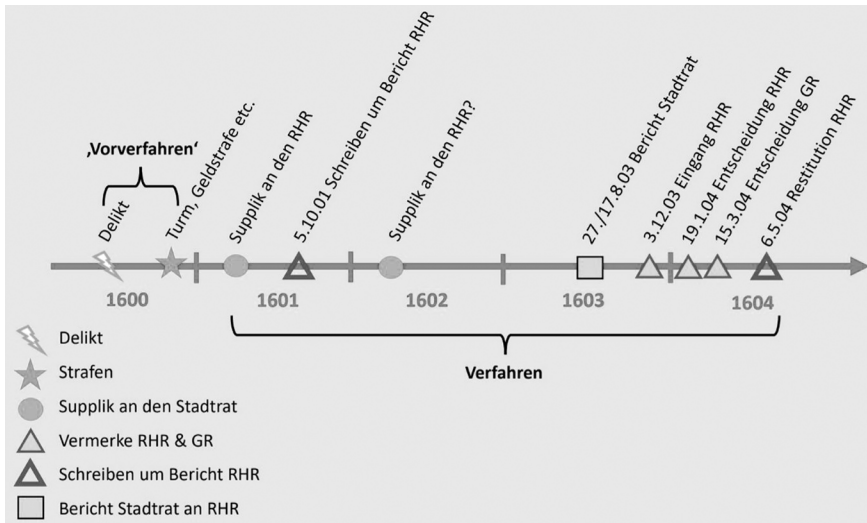 ‚Vorverfahren‘
Delikt
Turm, Geldstrafe etc.
Supplik an den RHR
5.10.01 Schreiben um Bericht RHR
Supplik an den RHR?
27./17.8.03 Bericht Stadtrat
3.12.03 Eingang RHR
19.1.04 Entscheidung RHR
15.3.04 Entscheidung GR
6.5.04 Restitution RHR
1600
1601
1602
1603
1604
Verfahren
Delikt
Strafen
Supplik an den Stadtrat
Vermerke RHR & GR
Schreiben um Bericht RHR
Bericht Stadtrat an RHR